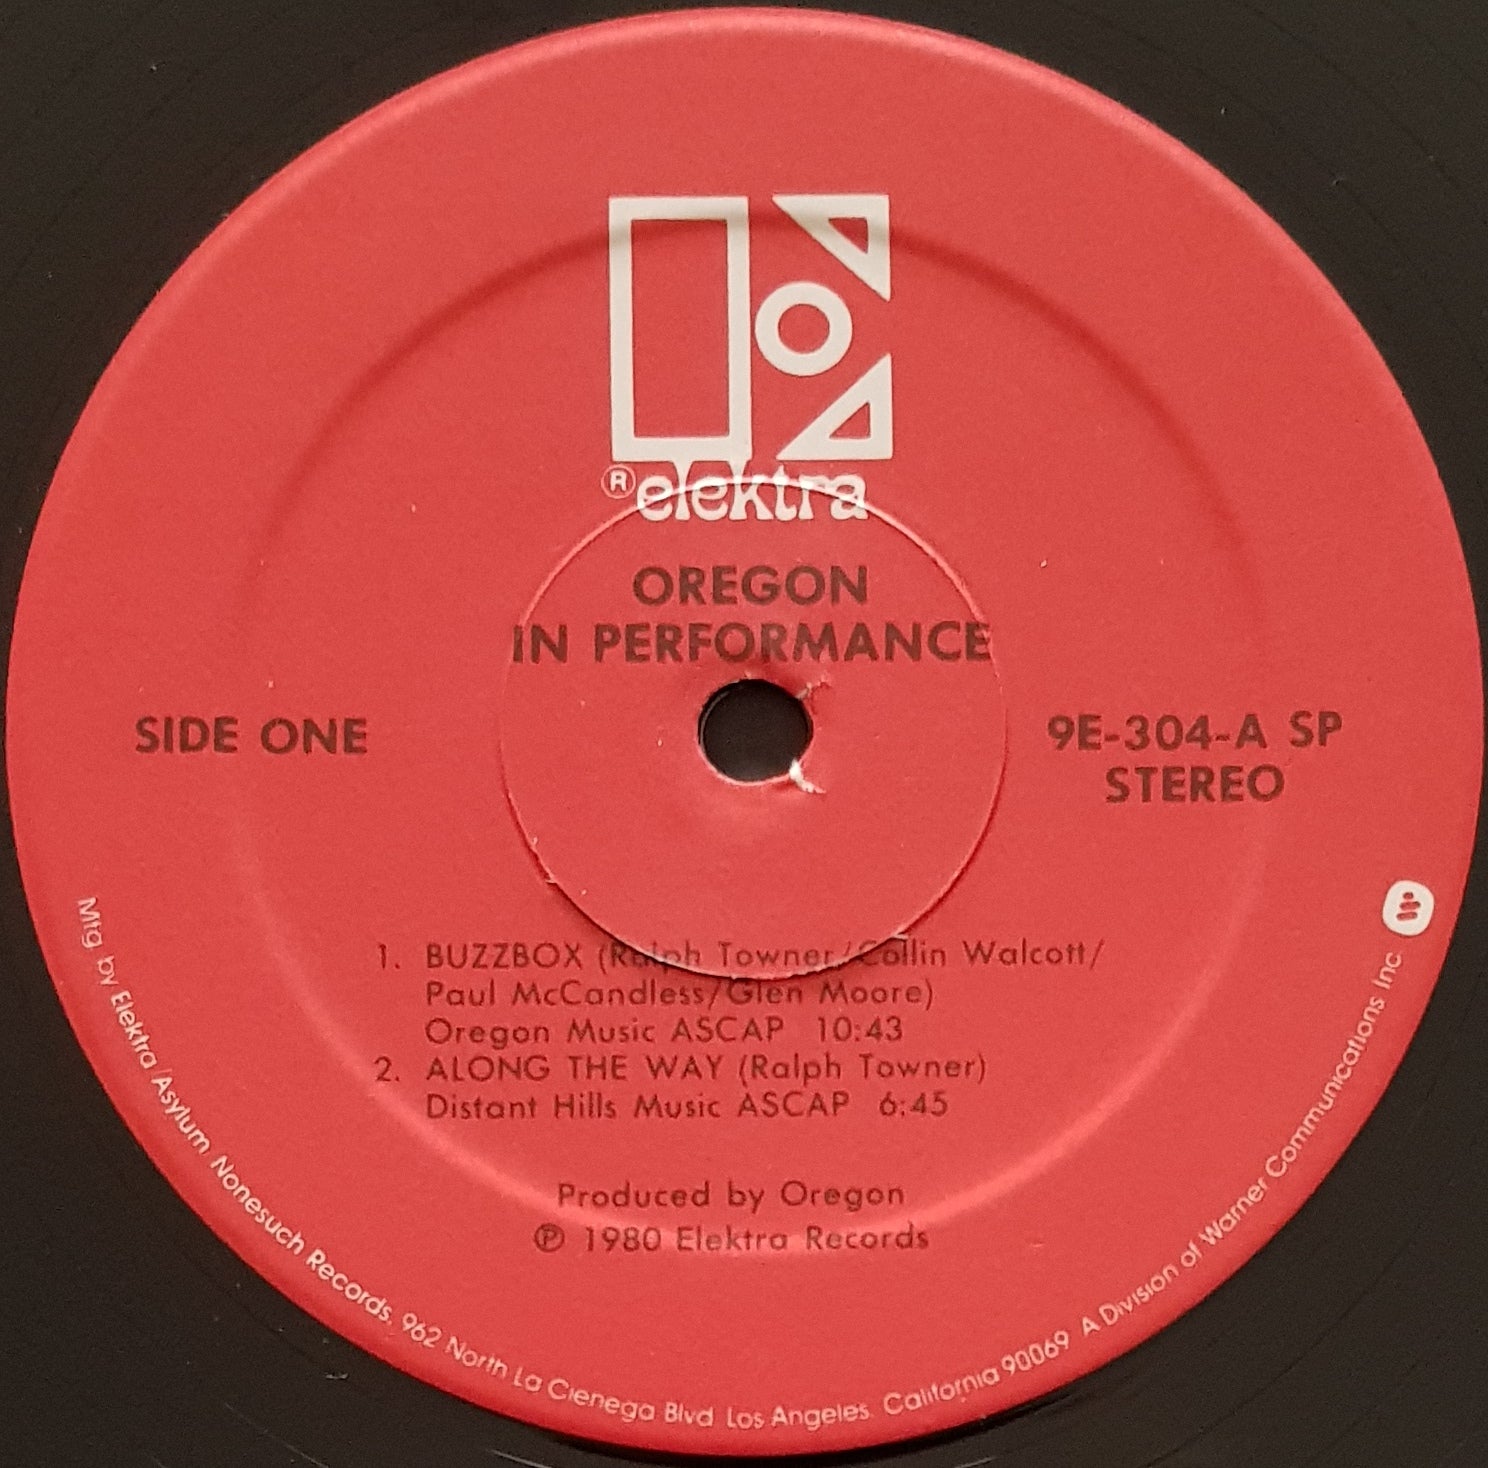 ® elektra
OREGON
IN PERFORMANCE
SIDE ONE
9E-304-A SP
STEREO
1. BUZZBOX (Ralph Towner/Collin Walcott/
Paul McCandless/Glen Moore)
Oregon Music ASCAP 10:43
2. ALONG THE WAY (Ralph Towner)
Distant Hills Music ASCAP 6:45
Produced by Oregon
℗ 1980 Elektra Records
Mfg by Elektra/Asylum Nonesuch Records, 962 North La Cienega Blvd Los Angeles, California 90069 A Division of Warner Communications Inc